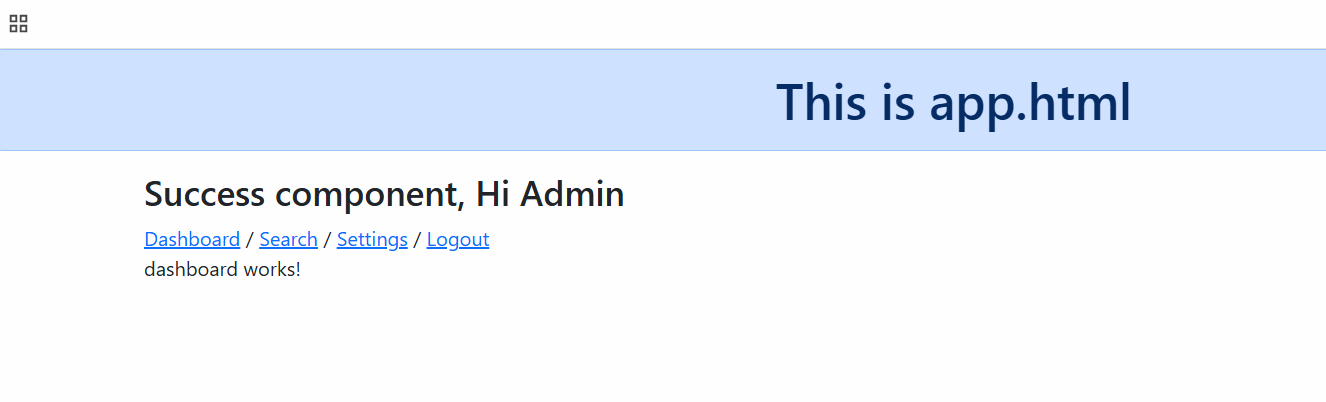 This is app.html
Success component, Hi Admin
Dashboard / Search / Settings / Logout
dashboard works!